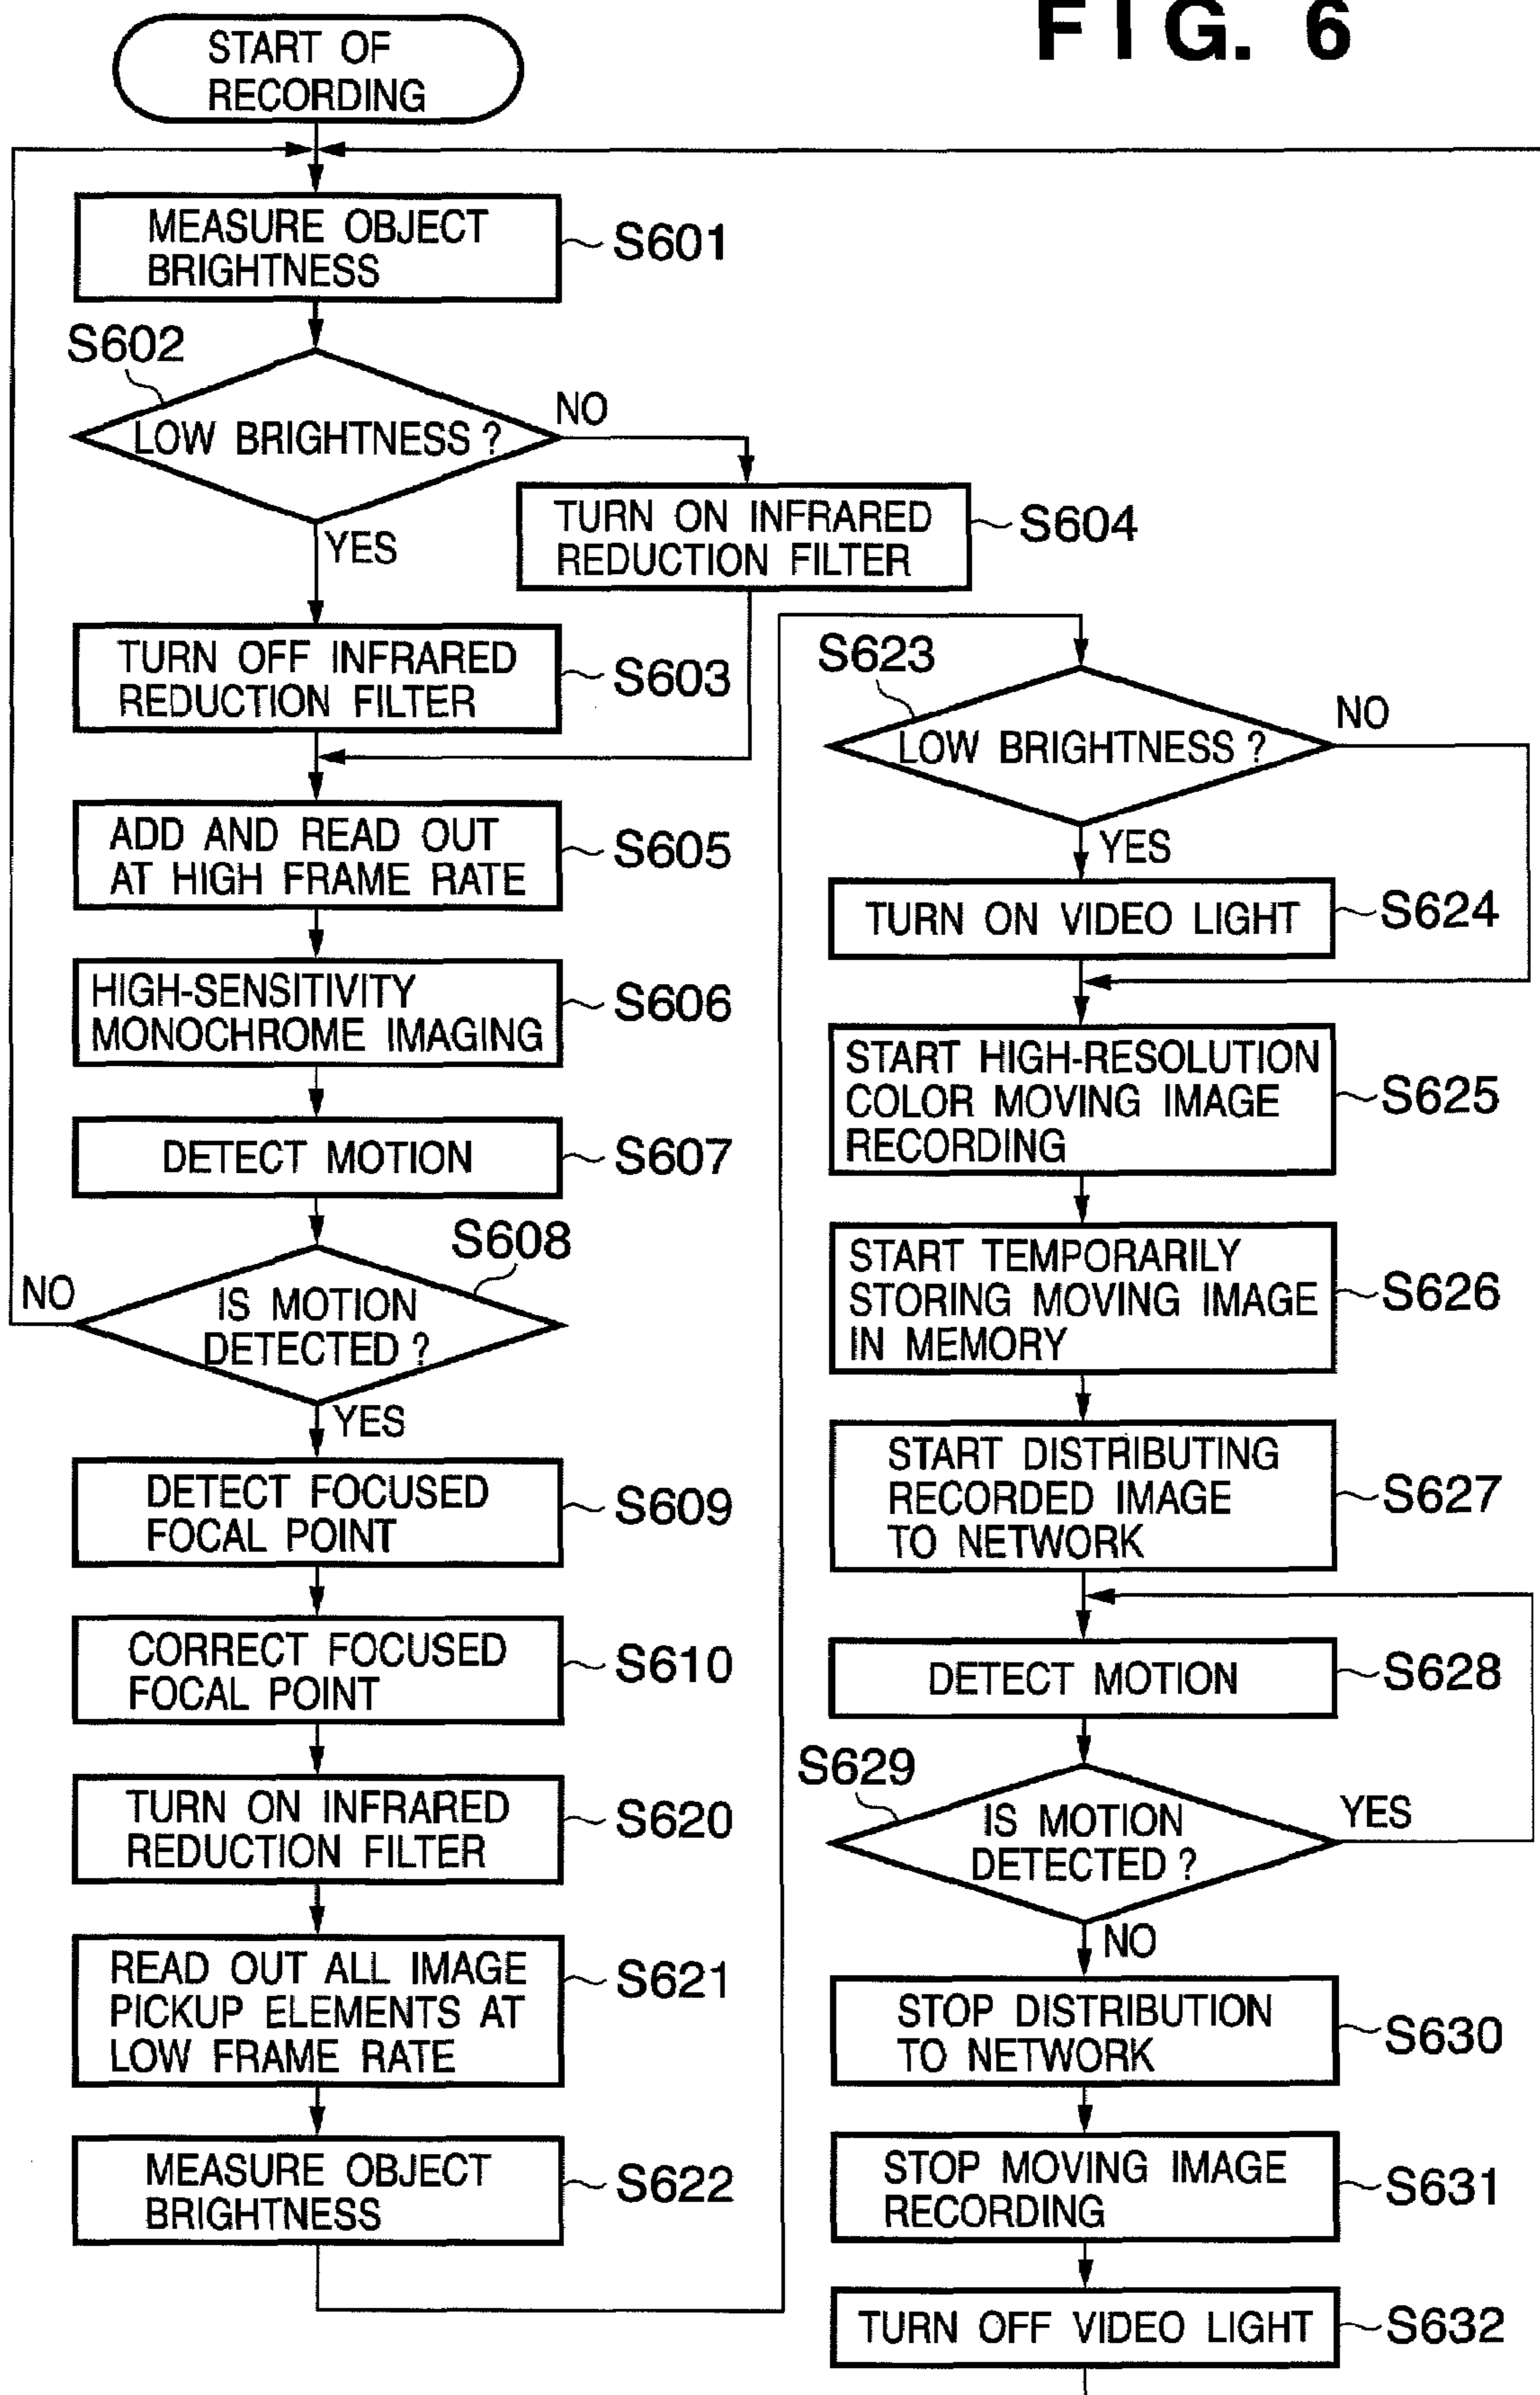 FIG. 6
START OF
RECORDING
MEASURE OBJECT
BRIGHTNESS
S601
S602
LOW BRIGHTNESS ?
NO
YES
TURN ON INFRARED
REDUCTION FILTER
S604
TURN OFF INFRARED
REDUCTION FILTER
S603
ADD AND READ OUT
AT HIGH FRAME RATE
S605
HIGH-SENSITIVITY
MONOCHROME IMAGING
S606
DETECT MOTION
S607
S608
IS MOTION
DETECTED ?
NO
YES
DETECT FOCUSED
FOCAL POINT
S609
CORRECT FOCUSED
FOCAL POINT
S610
TURN ON INFRARED
REDUCTION FILTER
S620
READ OUT ALL IMAGE
PICKUP ELEMENTS AT
LOW FRAME RATE
S621
MEASURE OBJECT
BRIGHTNESS
S622
S623
LOW BRIGHTNESS ?
NO
YES
TURN ON VIDEO LIGHT
S624
START HIGH-RESOLUTION
COLOR MOVING IMAGE
RECORDING
S625
START TEMPORARILY
STORING MOVING IMAGE
IN MEMORY
S626
START DISTRIBUTING
RECORDED IMAGE
TO NETWORK
S627
DETECT MOTION
S628
S629
IS MOTION
DETECTED ?
YES
NO
STOP DISTRIBUTION
TO NETWORK
S630
STOP MOVING IMAGE
RECORDING
S631
TURN OFF VIDEO LIGHT
S632